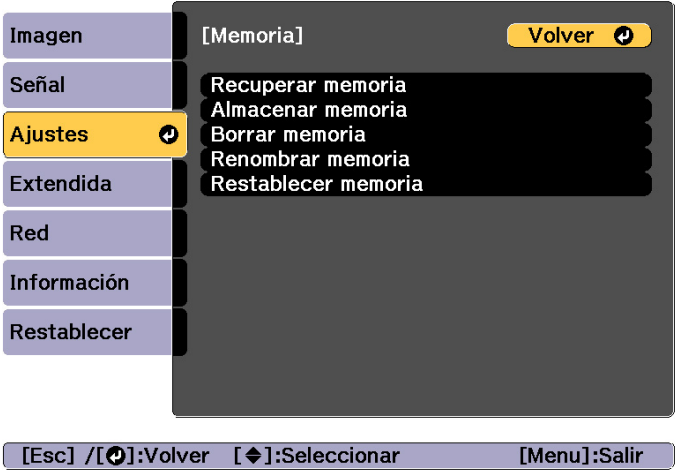 Imagen
Señal
Ajustes
Extendida
Red
Información
Restablecer
[Memoria]
Volver
Recuperar memoria
Almacenar memoria
Borrar memoria
Renombrar memoria
Restablecer memoria
[Esc] /[ ]:Volver [ ]:Seleccionar [Menu]:Salir